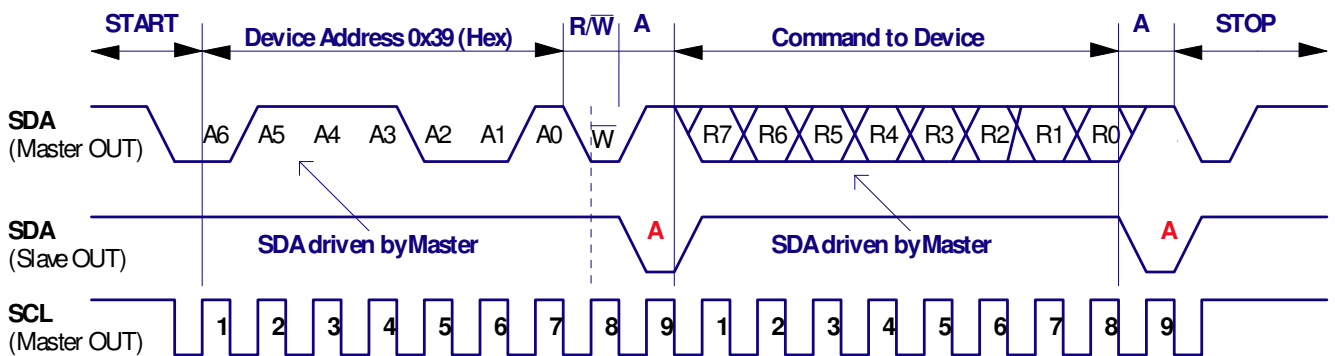 START Device Address 0x39 (Hex) R/W̅ A Command to Device A STOP
SDA
(Master OUT)
A6 A5 A4 A3 A2 A1 A0 W̅ R7 R6 R5 R4 R3 R2 R1 R0
SDA driven by Master SDA driven by Master
SDA
(Slave OUT)
A A
SCL
(Master OUT)
1 2 3 4 5 6 7 8 9 1 2 3 4 5 6 7 8 9